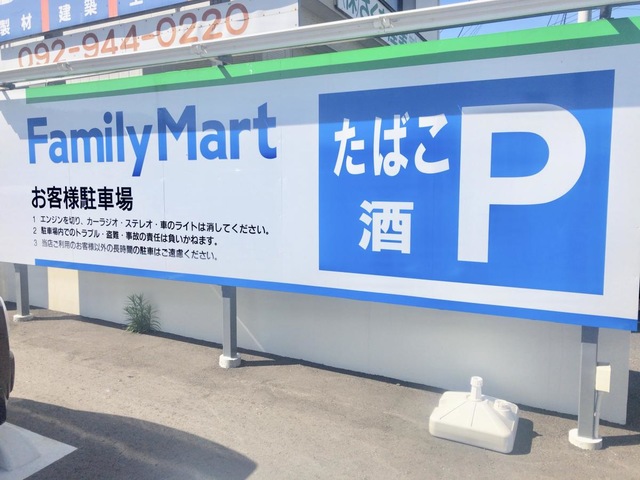 製材 建築 土
092-944-0220
FamilyMart
たばこ
酒
P
お客様駐車場
1 エンジンを切り、カーラジオ・ステレオ・車のライトは消してください。
2 駐車場内でのトラブル・盗難・事故の責任は負いかねます。
3 当店ご利用のお客様以外の長時間の駐車はご遠慮ください。